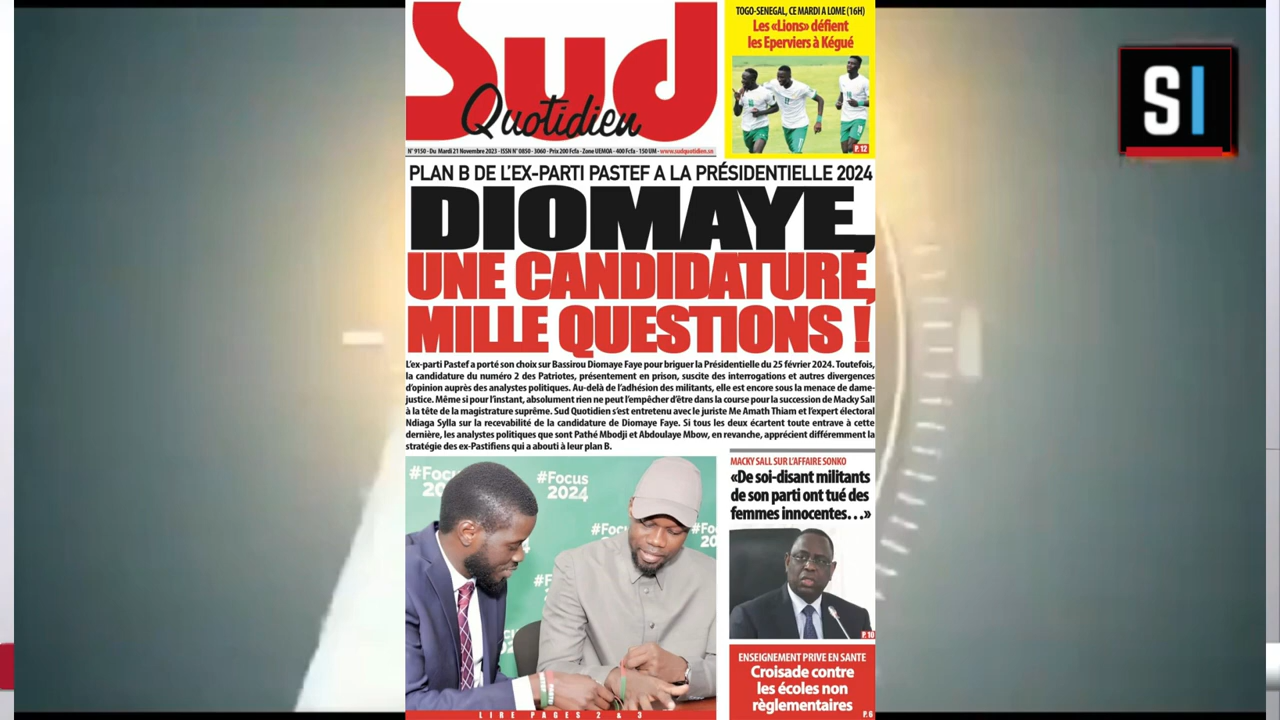 Sud
Quotidien
N° 9150 - Du Mardi 21 Novembre 2023 - ISSN N° 0850 - 3060 - Prix 200 Fcfa - Zone UEMOA - 400 Fcfa - 150 UM - www.sudquotidien.sn
TOGO-SENEGAL, CE MARDI A LOME (16H)
Les «Lions» défient
les Eperviers à Kégué
P. 12
SI
PLAN B DE L'EX-PARTI PASTEF A LA PRÉSIDENTIELLE 2024
DIOMAYE,
UNE CANDIDATURE,
MILLE QUESTIONS !
L'ex-parti Pastef a porté son choix sur Bassirou Diomaye Faye pour briguer la Présidentielle du 25 février 2024. Toutefois,
la candidature du numéro 2 des Patriotes, présentement en prison, suscite des interrogations et autres divergences
d'opinion auprès des analystes politiques. Au-delà de l'adhésion des militants, elle est encore sous la menace de dame-
justice. Même si pour l'instant, absolument rien ne peut l'empêcher d'être dans la course pour la succession de Macky Sall
à la tête de la magistrature suprême. Sud Quotidien s'est entretenu avec le juriste Me Amath Thiam et l'expert électoral
Ndiaga Sylla sur la recevabilité de la candidature de Diomaye Faye. Si tous les deux écartent toute entrave à cette
dernière, les analystes politiques que sont Pathé Mbodji et Abdoulaye Mbow, en revanche, apprécient différemment la
stratégie des ex-Pastifiens qui a abouti à leur plan B.
#Focus
20
#Focus
2024
#Focu
#Fo
20
#F
2
Focus
LIRE PAGES 2 & 3
MACKY SALL SUR L'AFFAIRE SONKO
«De soi-disant militants
de son parti ont tué des
femmes innocentes…»
P. 10
ENSEIGNEMENT PRIVE EN SANTE
Croisade contre
les écoles non
règlementaires
P. 6